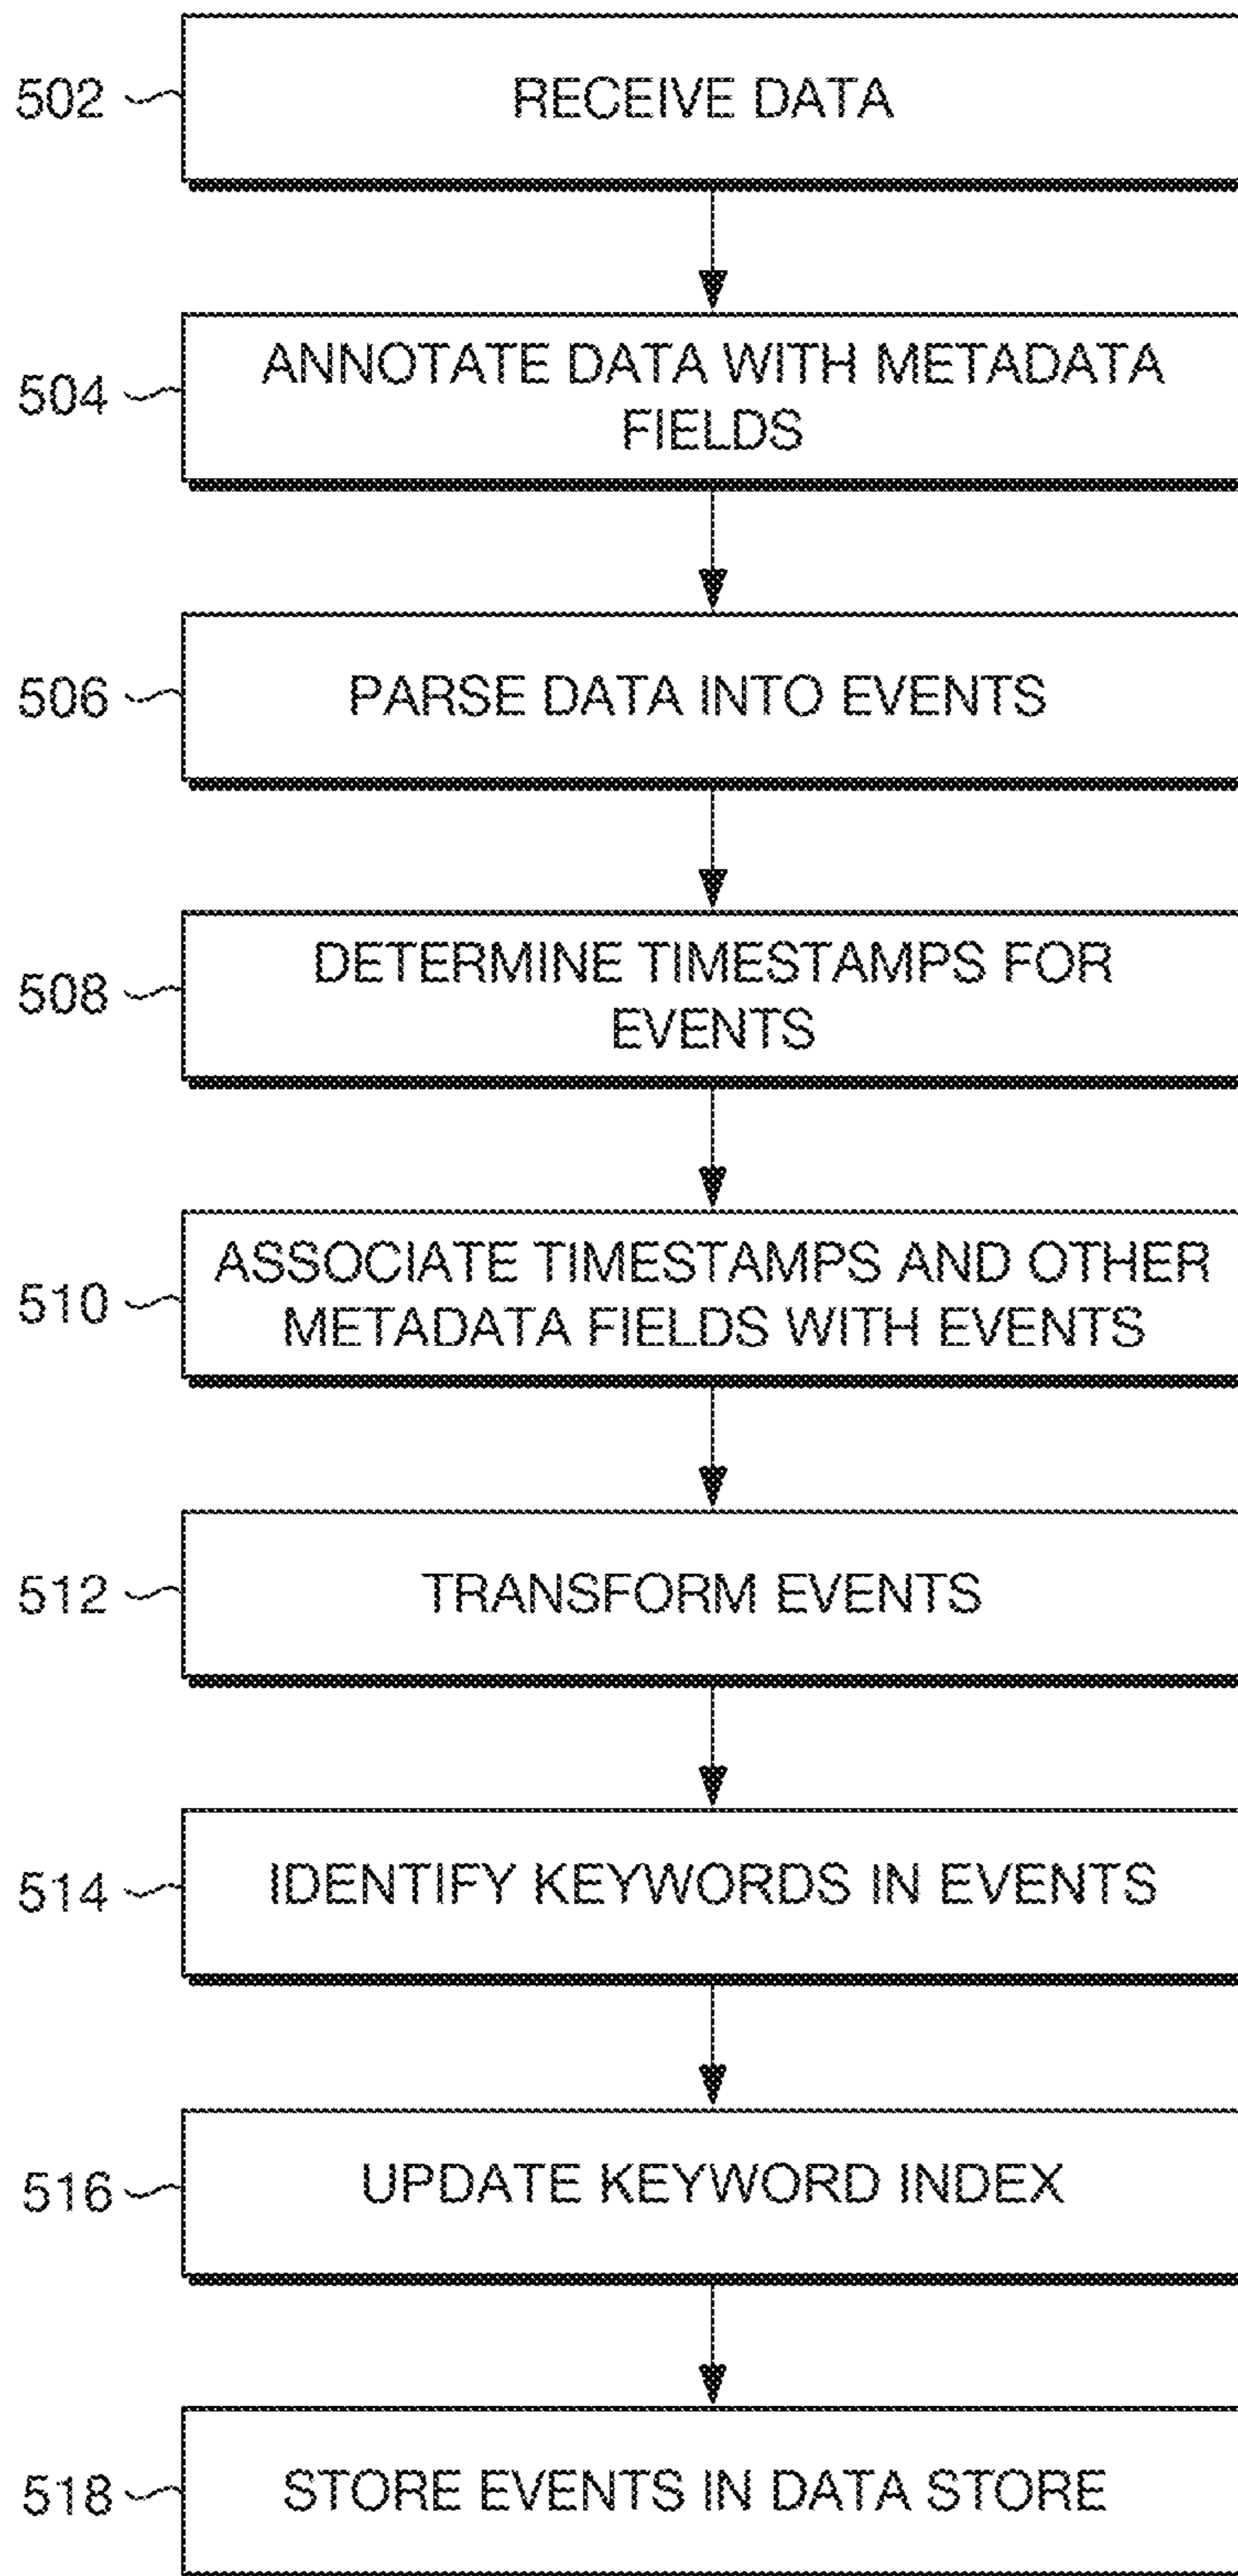 502
RECEIVE DATA
504
ANNOTATE DATA WITH METADATA
FIELDS
506
PARSE DATA INTO EVENTS
508
DETERMINE TIMESTAMPS FOR
EVENTS
510
ASSOCIATE TIMESTAMPS AND OTHER
METADATA FIELDS WITH EVENTS
512
TRANSFORM EVENTS
514
IDENTIFY KEYWORDS IN EVENTS
516
UPDATE KEYWORD INDEX
518
STORE EVENTS IN DATA STORE